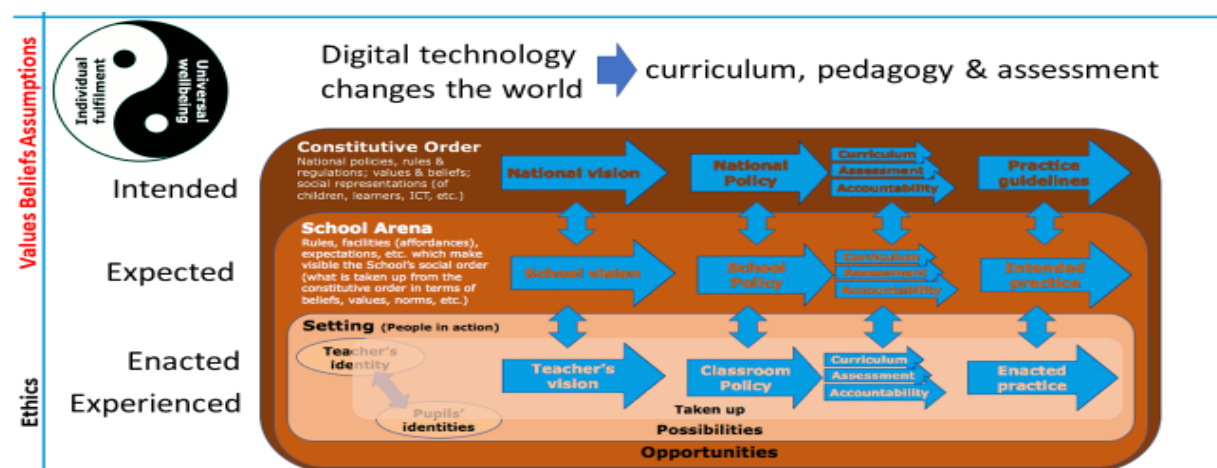 Values Beliefs Assumptions
Ethics
Individual
fulfilment
Universal
wellbeing
Digital technology
changes the world
curriculum, pedagogy & assessment
Intended
Expected
Enacted
Experienced
Constitutive Order
National policies, rules &
regulations; values & beliefs;
social representations (of
children, learners, ICT, etc.)
National vision
National
Policy
Curriculum
Assessment
Accountability
Practice
guidelines
School Arena
Rules, facilities (affordances),
expectations, etc. which make
visible the School's social order
(what is taken up from the
constitutive order in terms of
beliefs, values, norms, etc.)
School vision
School
Policy
Curriculum
Assessment
Accountability
Intended
practice
Setting (People in action)
Teacher's
identity
Pupils'
identities
Teacher's
vision
Classroom
Policy
Curriculum
Assessment
Accountability
Enacted
practice
Taken up
Possibilities
Opportunities